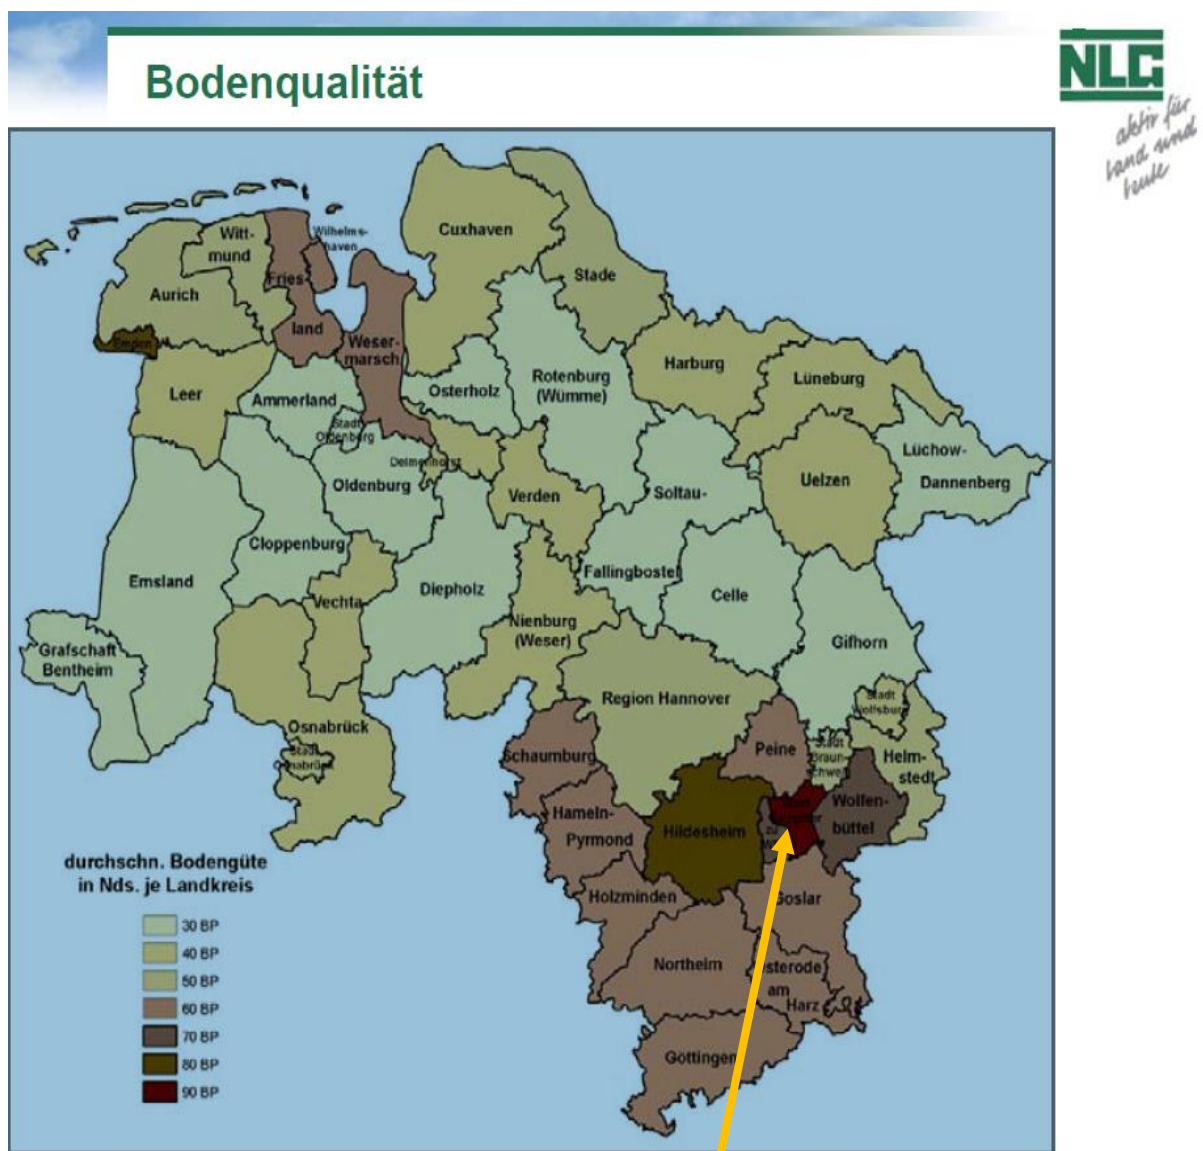 Bodenqualität
NLG
aktiv für
Land und
Leute
Witt-
mund
Wilhelms-
haven
Cuxhaven
Stade
Aurich
Fries-
land
Emden
Weser-
marsch
Leer
Ammerland
Osterholz
Rotenburg
(Wümme)
Harburg
Lüneburg
Stadt
Oldenburg
Delmenhorst
Oldenburg
Verden
Soltau-
Fallingbostel
Uelzen
Lüchow-
Dannenberg
Cloppenburg
Emsland
Vechta
Diepholz
Celle
Nienburg
(Weser)
Gifhorn
Grafschaft
Bentheim
Region Hannover
Stadt
Wolfsburg
Osnabrück
Stadt
Osnabrück
Schaumburg
Peine
Stadt
Braun-
schweig
Helm-
stedt
Hameln-
Pyrmond
Hildesheim
zu
Wolfen-
büttel
Holzminden
Goslar
Northeim
Osterode
am
Harz
Göttingen
durchschn. Bodengüte
in Nds. je Landkreis
30 BP
40 BP
50 BP
60 BP
70 BP
80 BP
90 BP